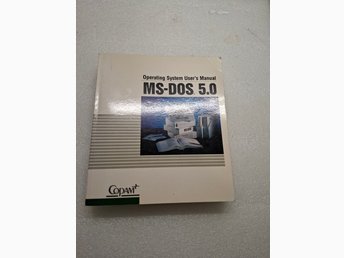 Operating System User's Manual
MS-DOS 5.0
COPAM